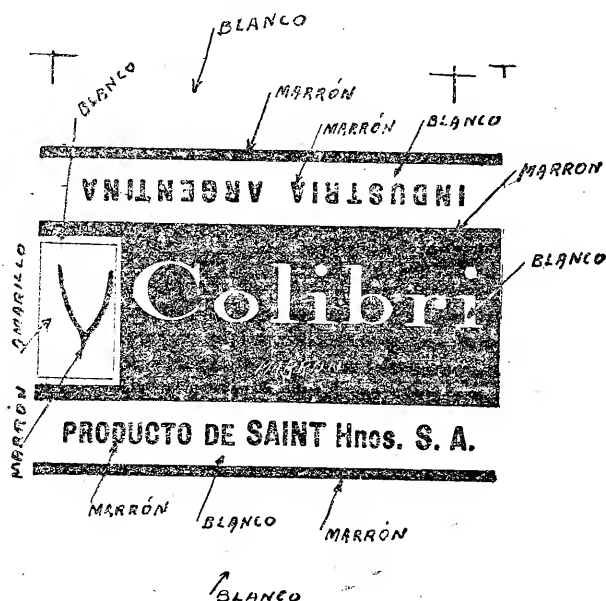 BLANCO
BLANCO
MARRÓN
MARRÓN
BLANCO
INDUSTRIA ARGENTINA
MARRON
Colibri
BLANCO
AMARILLO
MARRON
MARRÓN
PRODUCTO DE SAINT Hnos. S. A.
MARRÓN
BLANCO
MARRÓN
BLANCO